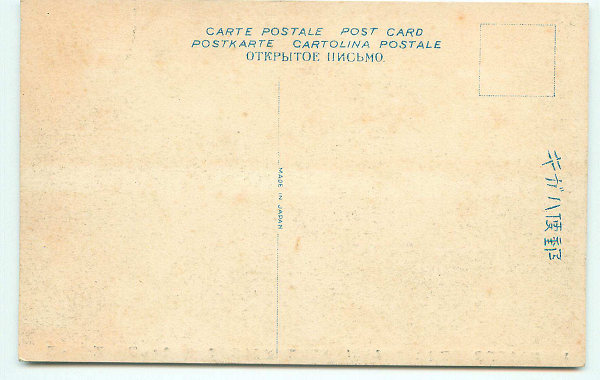 CARTE POSTALE POST CARD
POSTKARTE CARTOLINA POSTALE
ОТКРЫТОЕ ПИСЬМО.
MADE IN JAPAN